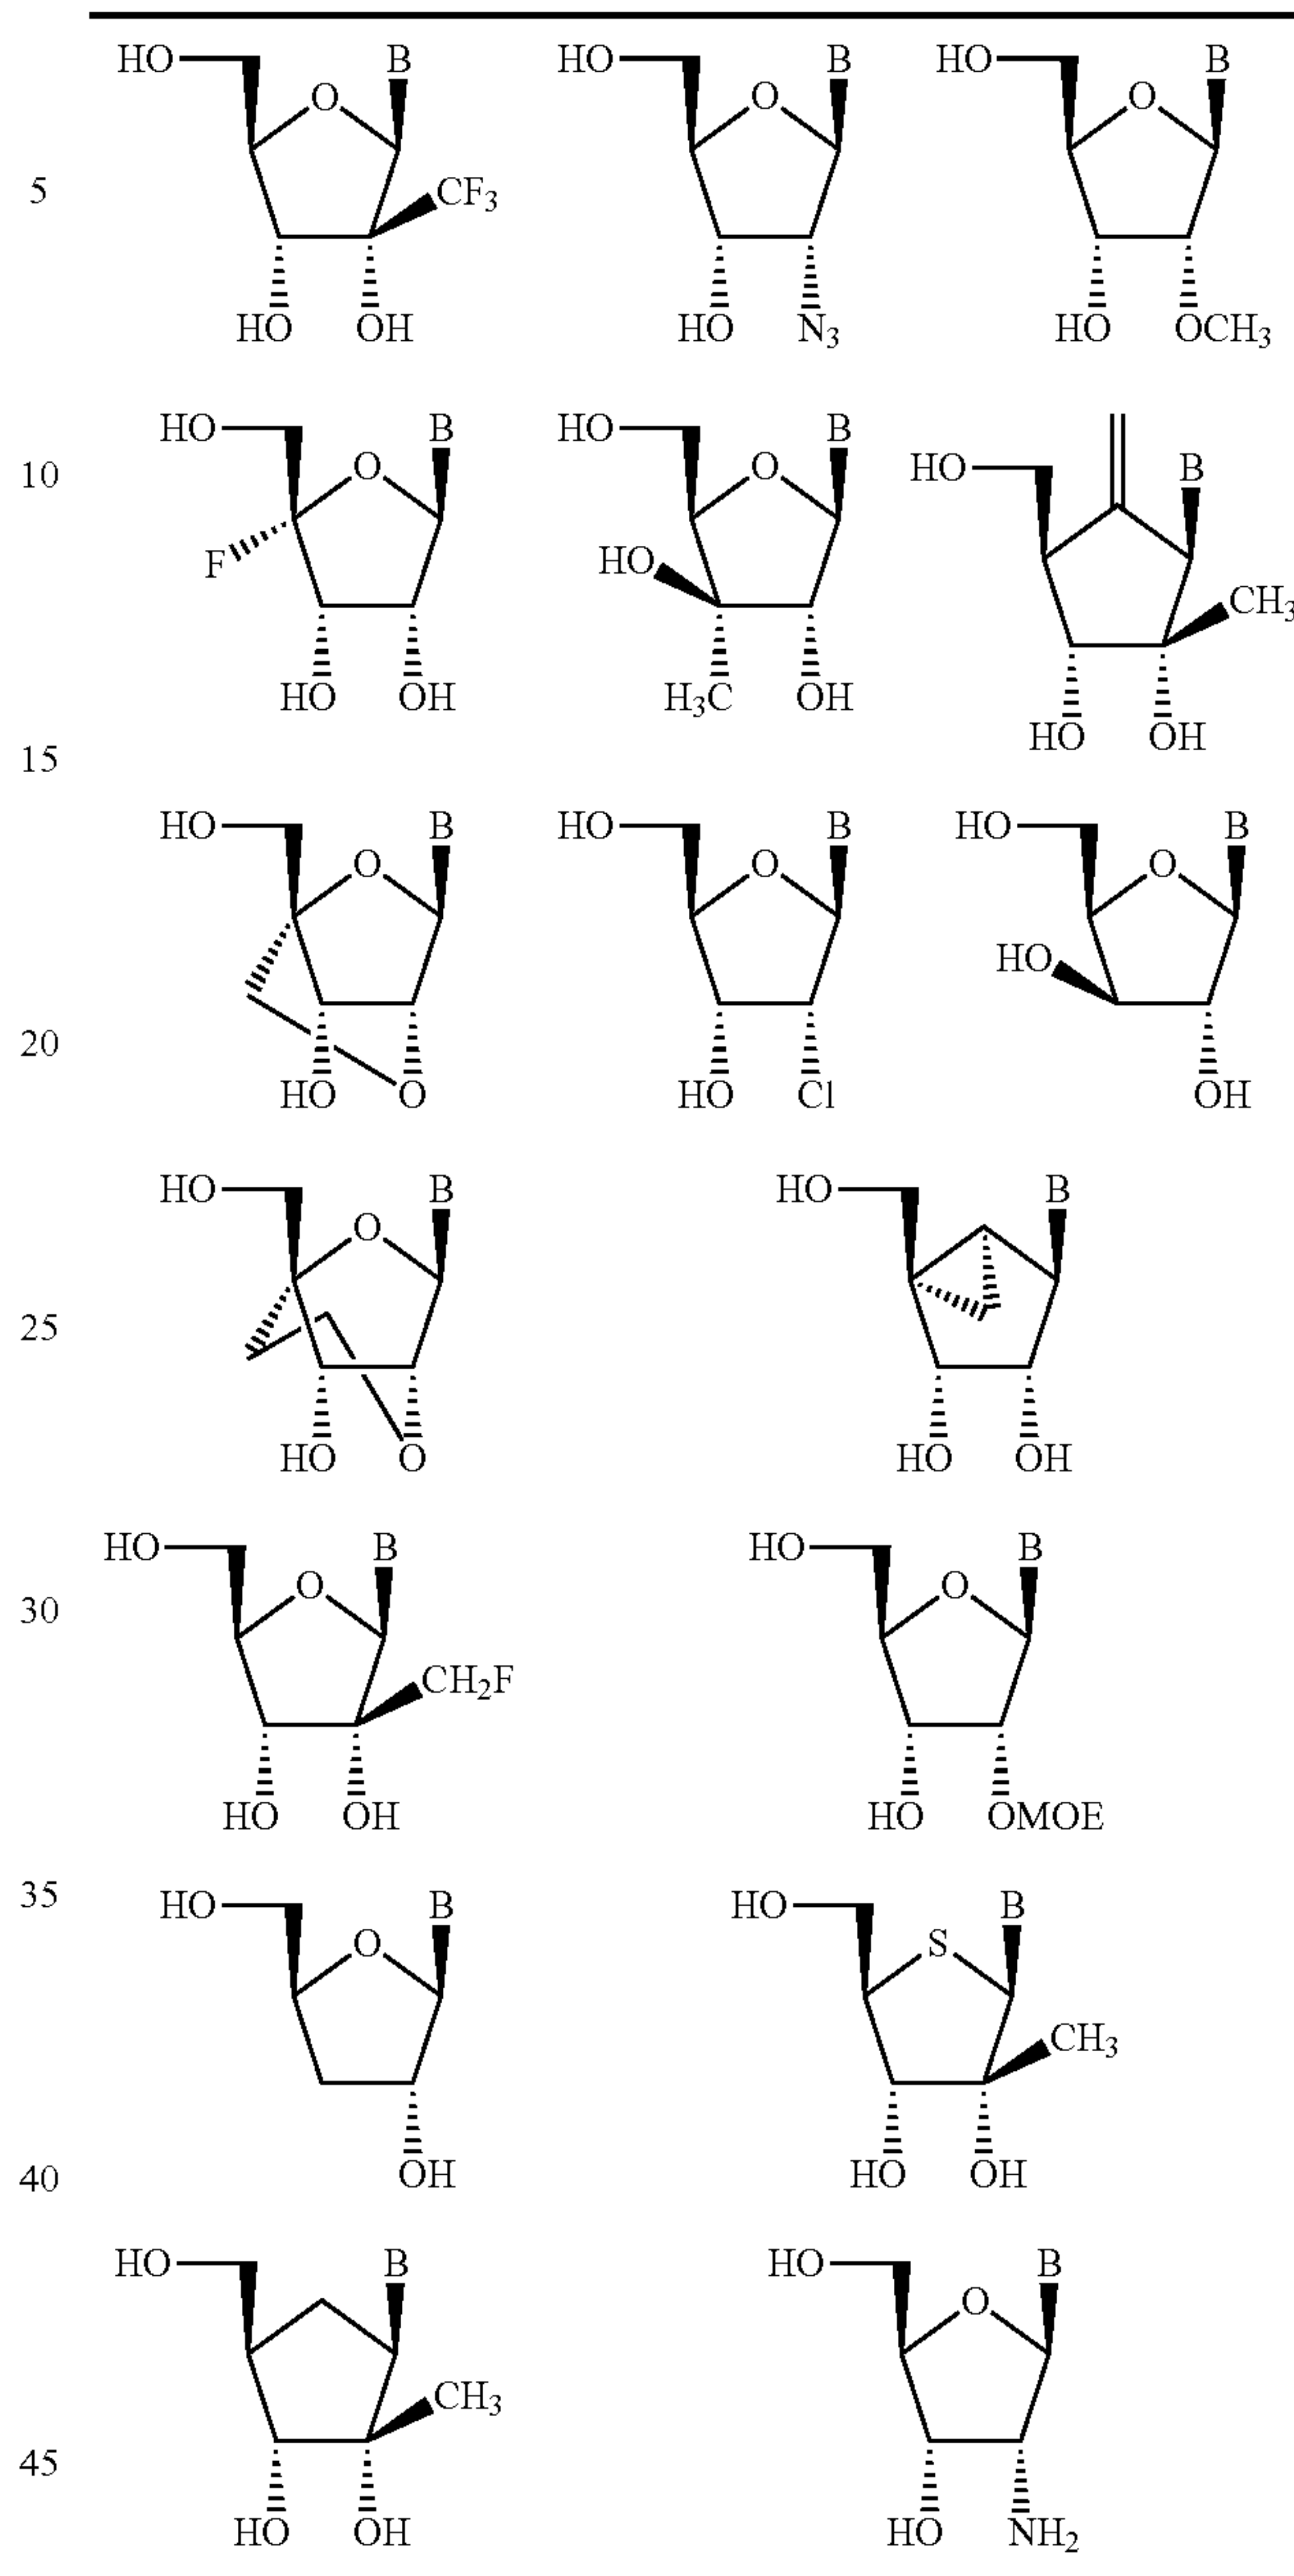 HO B HO B HO B
O O O
5 CF3
HO OH HO N3 HO OCH3
HO B HO B
O O
10 HO B
F HO
CH3
HO OH H3C OH
HO OH
15
HO B HO B HO B
O O O
HO
20
HO O HO Cl OH
HO B HO B
O
25
HO O HO OH
HO B HO B
O O
30
CH2F
HO OH HO OMOE
35
HO B HO B
O S
CH3
OH HO OH
40
HO B HO B
O
CH3
45
HO OH HO NH2